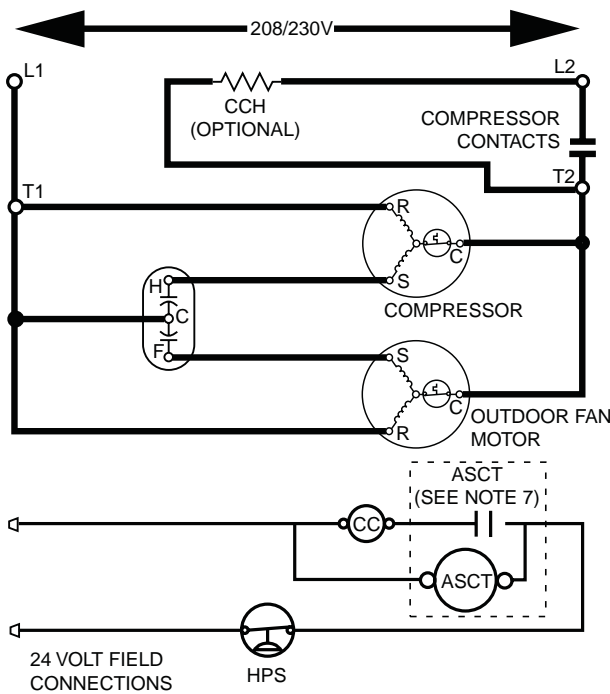 208/230V
L1
L2
CCH
(OPTIONAL)
COMPRESSOR
CONTACTS
T1
T2
R
C
S
COMPRESSOR
H
C
F
S
C
R
OUTDOOR FAN
MOTOR
ASCT
(SEE NOTE 7)
CC
ASCT
24 VOLT FIELD
CONNECTIONS
HPS